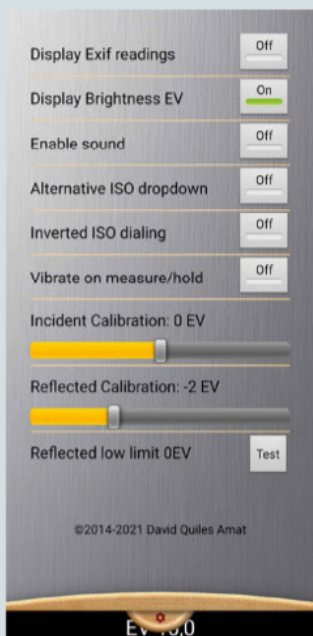 Display Exif readings Off
Display Brightness EV On
Enable sound Off
Alternative ISO dropdown Off
Inverted ISO dialing Off
Vibrate on measure/hold Off
Incident Calibration: 0 EV
Reflected Calibration: -2 EV
Reflected low limit 0EV Test
©2014-2021 David Quiles Amat
EV